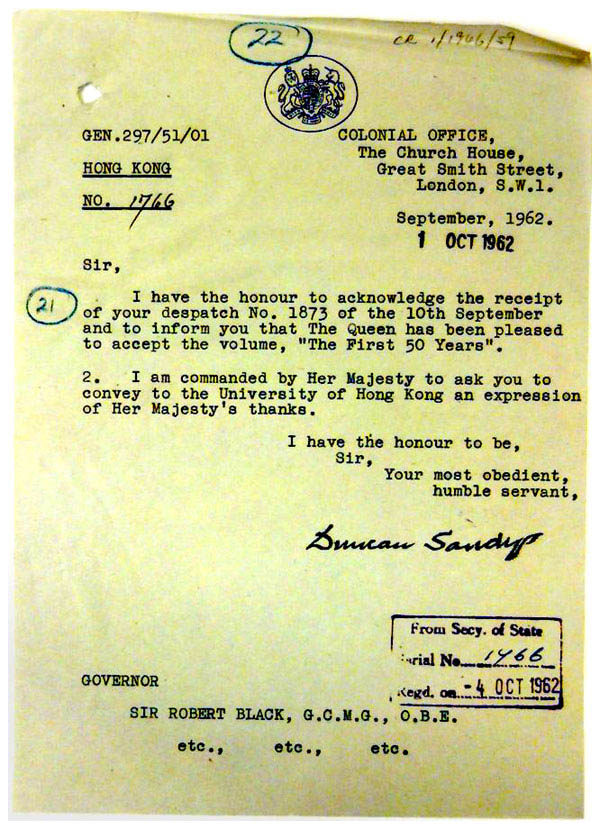 22
CR 1/1966/59
GEN.297/51/01
HONG KONG
NO. 1766
COLONIAL OFFICE,
The Church House,
Great Smith Street,
London, S.W.1.
September, 1962.
1 OCT 1962
Sir,
21
I have the honour to acknowledge the receipt
of your despatch No. 1873 of the 10th September
and to inform you that The Queen has been pleased
to accept the volume, "The First 50 Years".
2. I am commanded by Her Majesty to ask you to
convey to the University of Hong Kong an expression
of Her Majesty's thanks.
I have the honour to be,
Sir,
Your most obedient,
humble servant,
Duncan Sandys
From Secy. of State
Serial No. 1766
Regd. on -4 OCT 1962
GOVERNOR
SIR ROBERT BLACK, G.C.M.G., O.B.E.
etc., etc., etc.